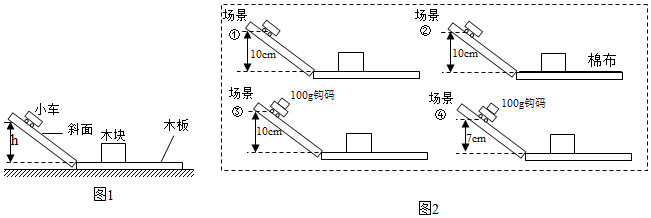 小车
斜面
木块
木板
h
图1
场景
①
10cm
场景
②
10cm
棉布
场景
③
100g钩码
10cm
场景
④
100g钩码
7cm
图2